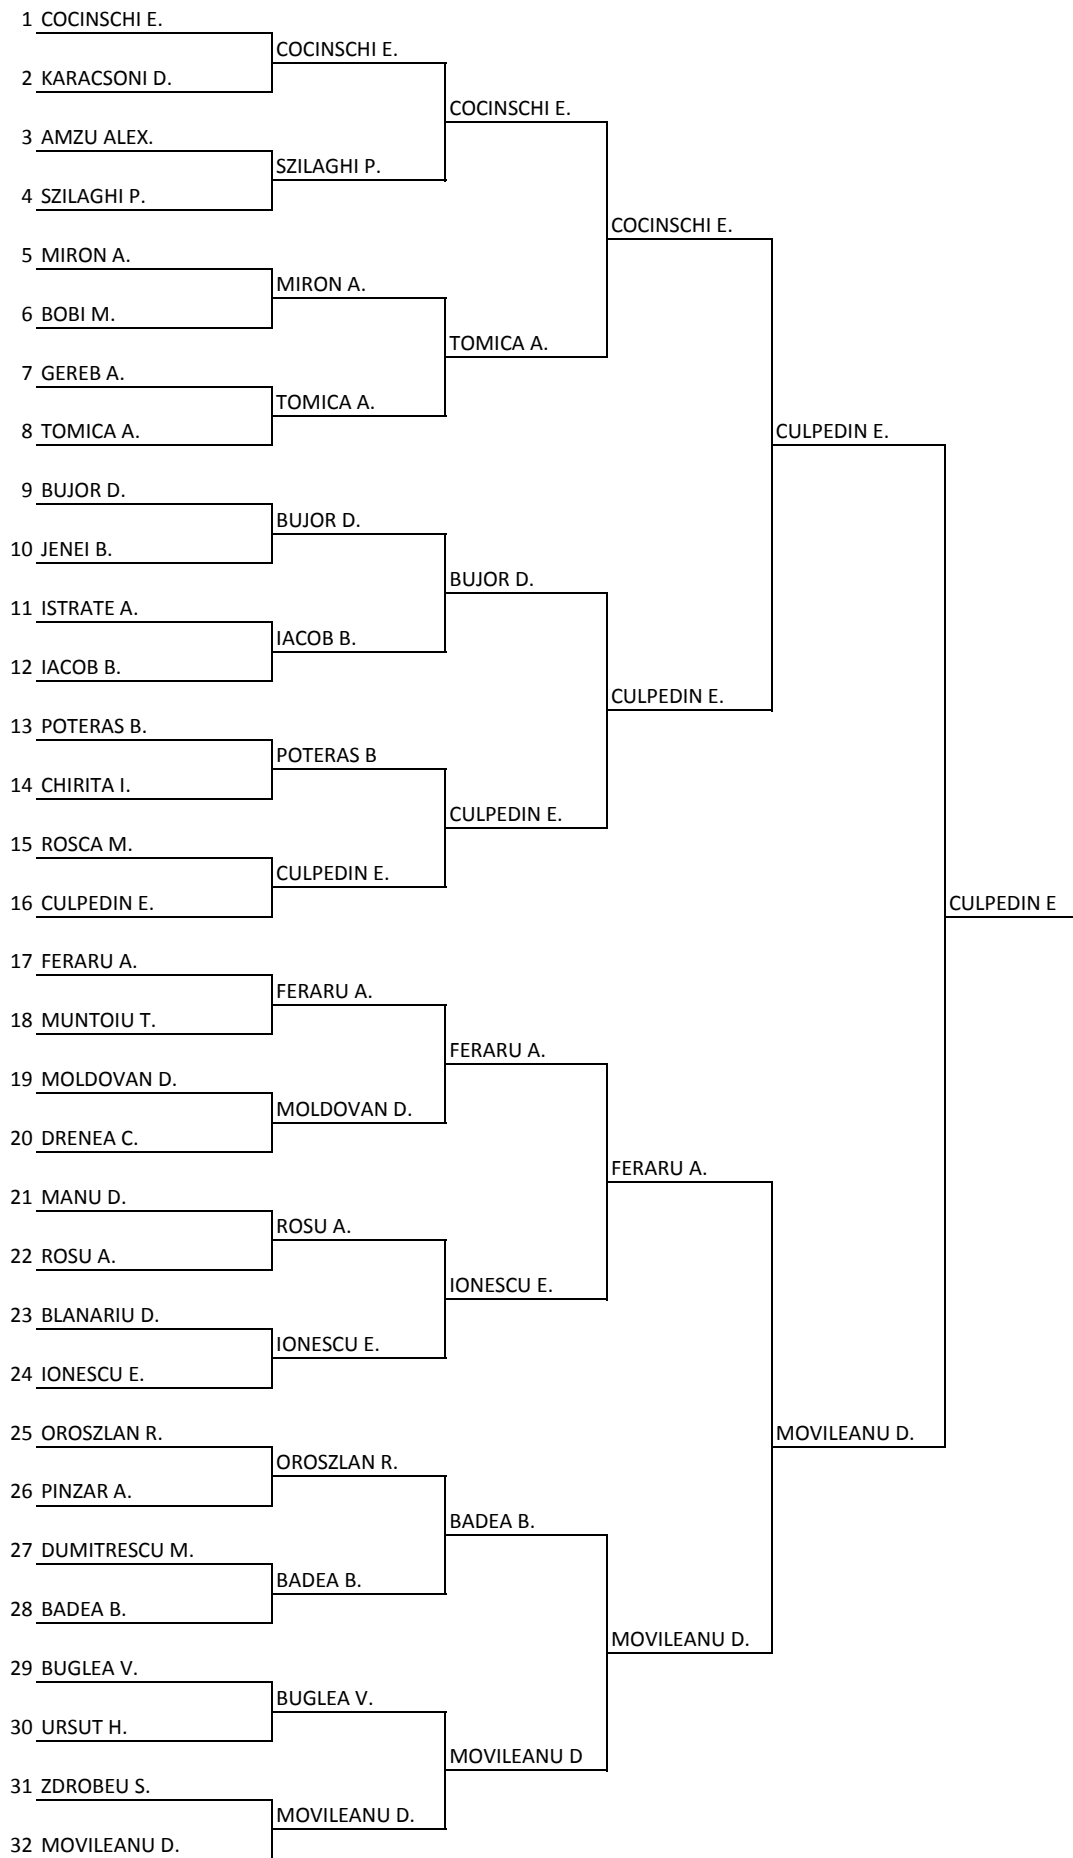 1 COCINSCHI E.
COCINSCHI E.
2 KARACSONI D.
COCINSCHI E.
3 AMZU ALEX.
SZILAGHI P.
4 SZILAGHI P.
COCINSCHI E.
5 MIRON A.
MIRON A.
6 BOBI M.
TOMICA A.
7 GEREB A.
TOMICA A.
8 TOMICA A.
CULPEDIN E.
9 BUJOR D.
BUJOR D.
10 JENEI B.
BUJOR D.
11 ISTRATE A.
IACOB B.
12 IACOB B.
CULPEDIN E.
13 POTERAS B.
POTERAS B
14 CHIRITA I.
CULPEDIN E.
15 ROSCA M.
CULPEDIN E.
16 CULPEDIN E.
CULPEDIN E
17 FERARU A.
FERARU A.
18 MUNTOIU T.
FERARU A.
19 MOLDOVAN D.
MOLDOVAN D.
20 DRENEA C.
FERARU A.
21 MANU D.
ROSU A.
22 ROSU A.
IONESCU E.
23 BLANARIU D.
IONESCU E.
24 IONESCU E.
25 OROSZLAN R.
MOVILEANU D.
OROSZLAN R.
26 PINZAR A.
BADEA B.
27 DUMITRESCU M.
BADEA B.
28 BADEA B.
MOVILEANU D.
29 BUGLEA V.
BUGLEA V.
30 URSUT H.
MOVILEANU D
31 ZDROBEU S.
MOVILEANU D.
32 MOVILEANU D.